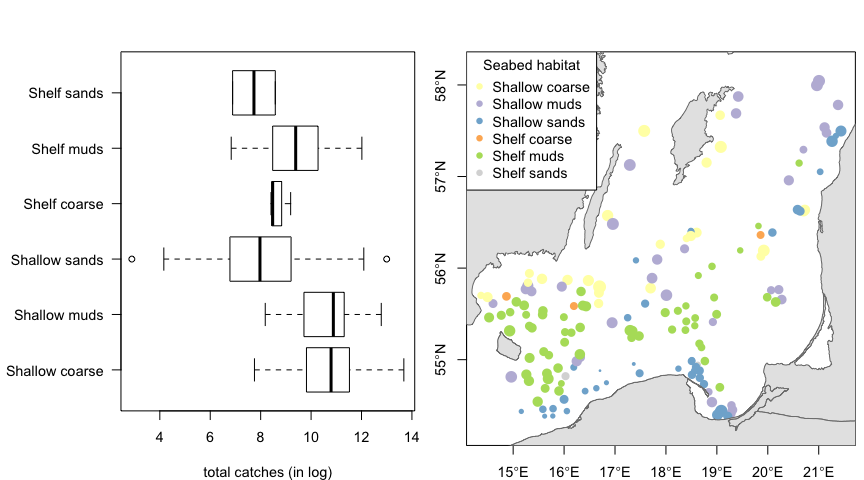 Shelf sands
Shelf muds
Shelf coarse
Shallow sands
Shallow muds
Shallow coarse
4 6 8 10 12 14
total catches (in log)
Seabed habitat
Shallow coarse
Shallow muds
Shallow sands
Shelf coarse
Shelf muds
Shelf sands
58°N
57°N
56°N
55°N
15°E 16°E 17°E 18°E 19°E 20°E 21°E